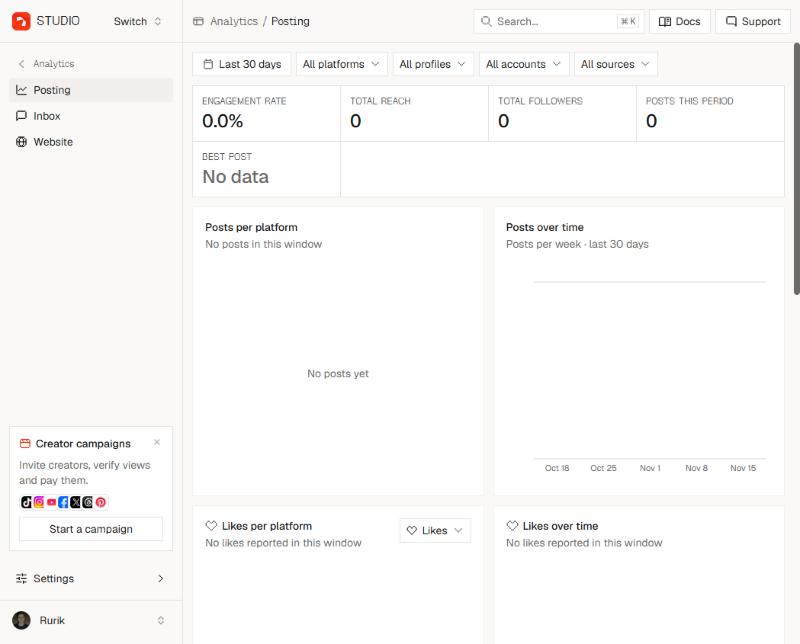 STUDIO
Switch
Analytics / Posting
Search...
⌘ K
Docs
Support
Analytics
Posting
Inbox
Website
Last 30 days
All platforms
All profiles
All accounts
All sources
ENGAGEMENT RATE
0.0%
TOTAL REACH
0
TOTAL FOLLOWERS
0
POSTS THIS PERIOD
0
BEST POST
No data
Posts per platform
No posts in this window
No posts yet
Posts over time
Posts per week · last 30 days
Oct 18
Oct 25
Nov 1
Nov 8
Nov 15
Likes per platform
No likes reported in this window
Likes
Likes over time
No likes reported in this window
Creator campaigns
Invite creators, verify views
and pay them.
Start a campaign
Settings
Rurik